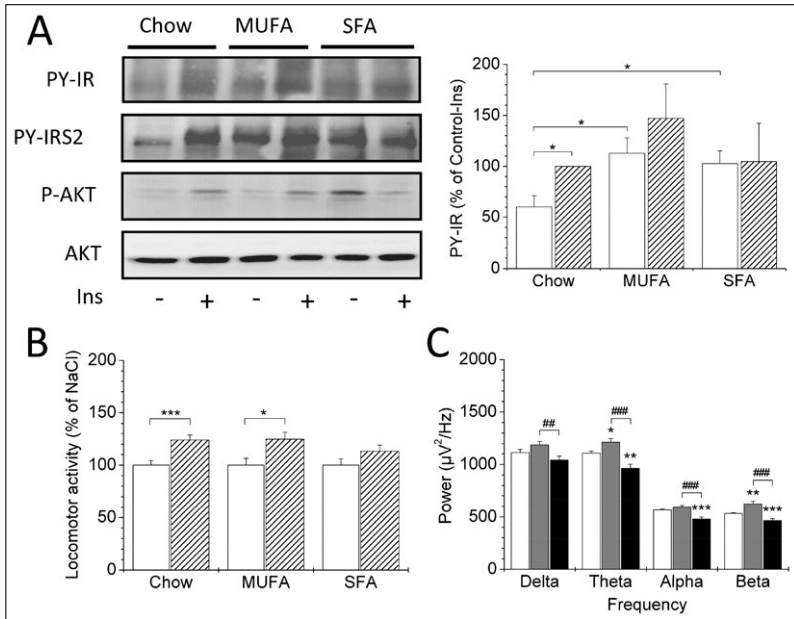 A
Chow MUFA SFA
PY-IR
PY-IRS2
P-AKT
AKT
Ins - + - + - +
PY-IR (% of Control-Ins)
200
150
100
50
0
*
*
*
Chow MUFA SFA
B
Locomotor activity (% of NaCl)
200
150
100
50
0
*** *
Chow MUFA SFA
C
Power (µV²/Hz)
2000
1500
1000
500
0
## ### ### ###
* ** *** ** ***
Delta Theta Alpha Beta
Frequency